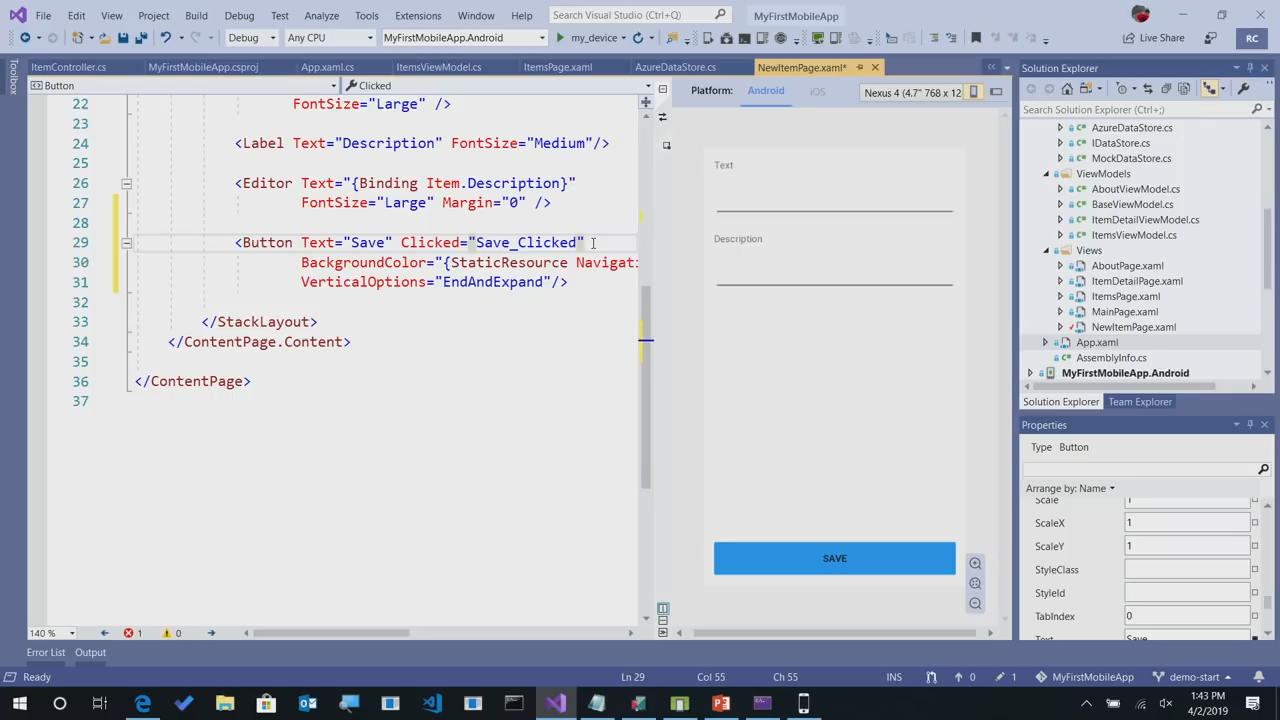 File Edit View Project Build Debug Test Analyze Tools Extensions Window Help Search Visual Studio (Ctrl+Q) MyFirstMobileApp
Debug Any CPU MyFirstMobileApp.Android my_device Live Share RC
Toolbox
ItemController.cs MyFirstMobileApp.csproj App.xaml.cs ItemsViewModel.cs ItemsPage.xaml AzureDataStore.cs NewItemPage.xaml*
Button Clicked
22 FontSize="Large" />
23
24 <Label Text="Description" FontSize="Medium"/>
25
26 <Editor Text="{Binding Item.Description}"
27 FontSize="Large" Margin="0" />
28
29 <Button Text="Save" Clicked="Save_Clicked"
30 BackgroundColor="{StaticResource Navigati
31 VerticalOptions="EndAndExpand"/>
32
33 </StackLayout>
34 </ContentPage.Content>
35
36 </ContentPage>
37
140 % 1 0
Platform: Android iOS Nexus 4 (4.7" 768 x 12
Text
Description
SAVE
Solution Explorer
Search Solution Explorer (Ctrl+;)
AzureDataStore.cs
IDataStore.cs
MockDataStore.cs
ViewModels
AboutViewModel.cs
BaseViewModel.cs
ItemDetailViewModel.cs
ItemsViewModel.cs
Views
AboutPage.xaml
ItemDetailPage.xaml
ItemsPage.xaml
MainPage.xaml
NewItemPage.xaml
App.xaml
AssemblyInfo.cs
MyFirstMobileApp.Android
Solution Explorer Team Explorer
Properties
Type Button
Arrange by: Name
Scale 1
ScaleX 1
ScaleY 1
StyleClass
StyleId
TabIndex 0
Text Save
Error List Output
Ready Ln 29 Col 55 Ch 55 INS 0 1 MyFirstMobileApp demo-start
1:43 PM
4/2/2019